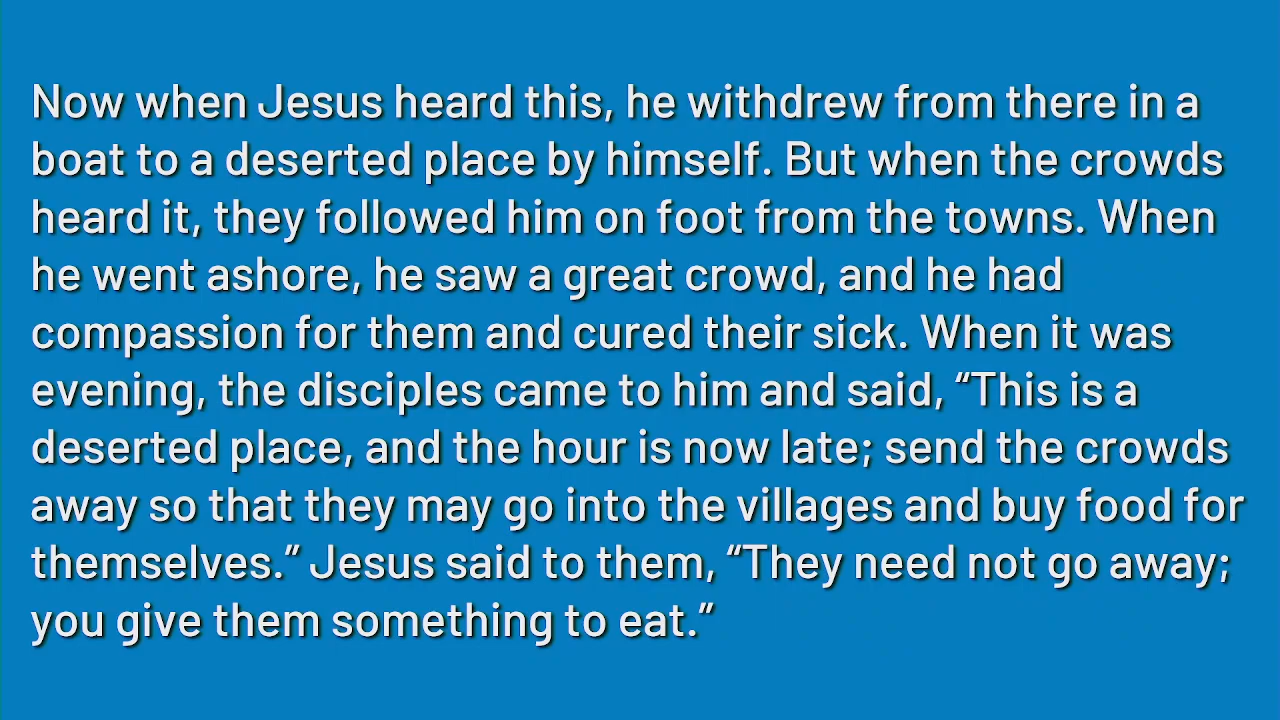 Now when Jesus heard this, he withdrew from there in a
boat to a deserted place by himself. But when the crowds
heard it, they followed him on foot from the towns. When
he went ashore, he saw a great crowd, and he had
compassion for them and cured their sick. When it was
evening, the disciples came to him and said, “This is a
deserted place, and the hour is now late; send the crowds
away so that they may go into the villages and buy food for
themselves.” Jesus said to them, “They need not go away;
you give them something to eat.”